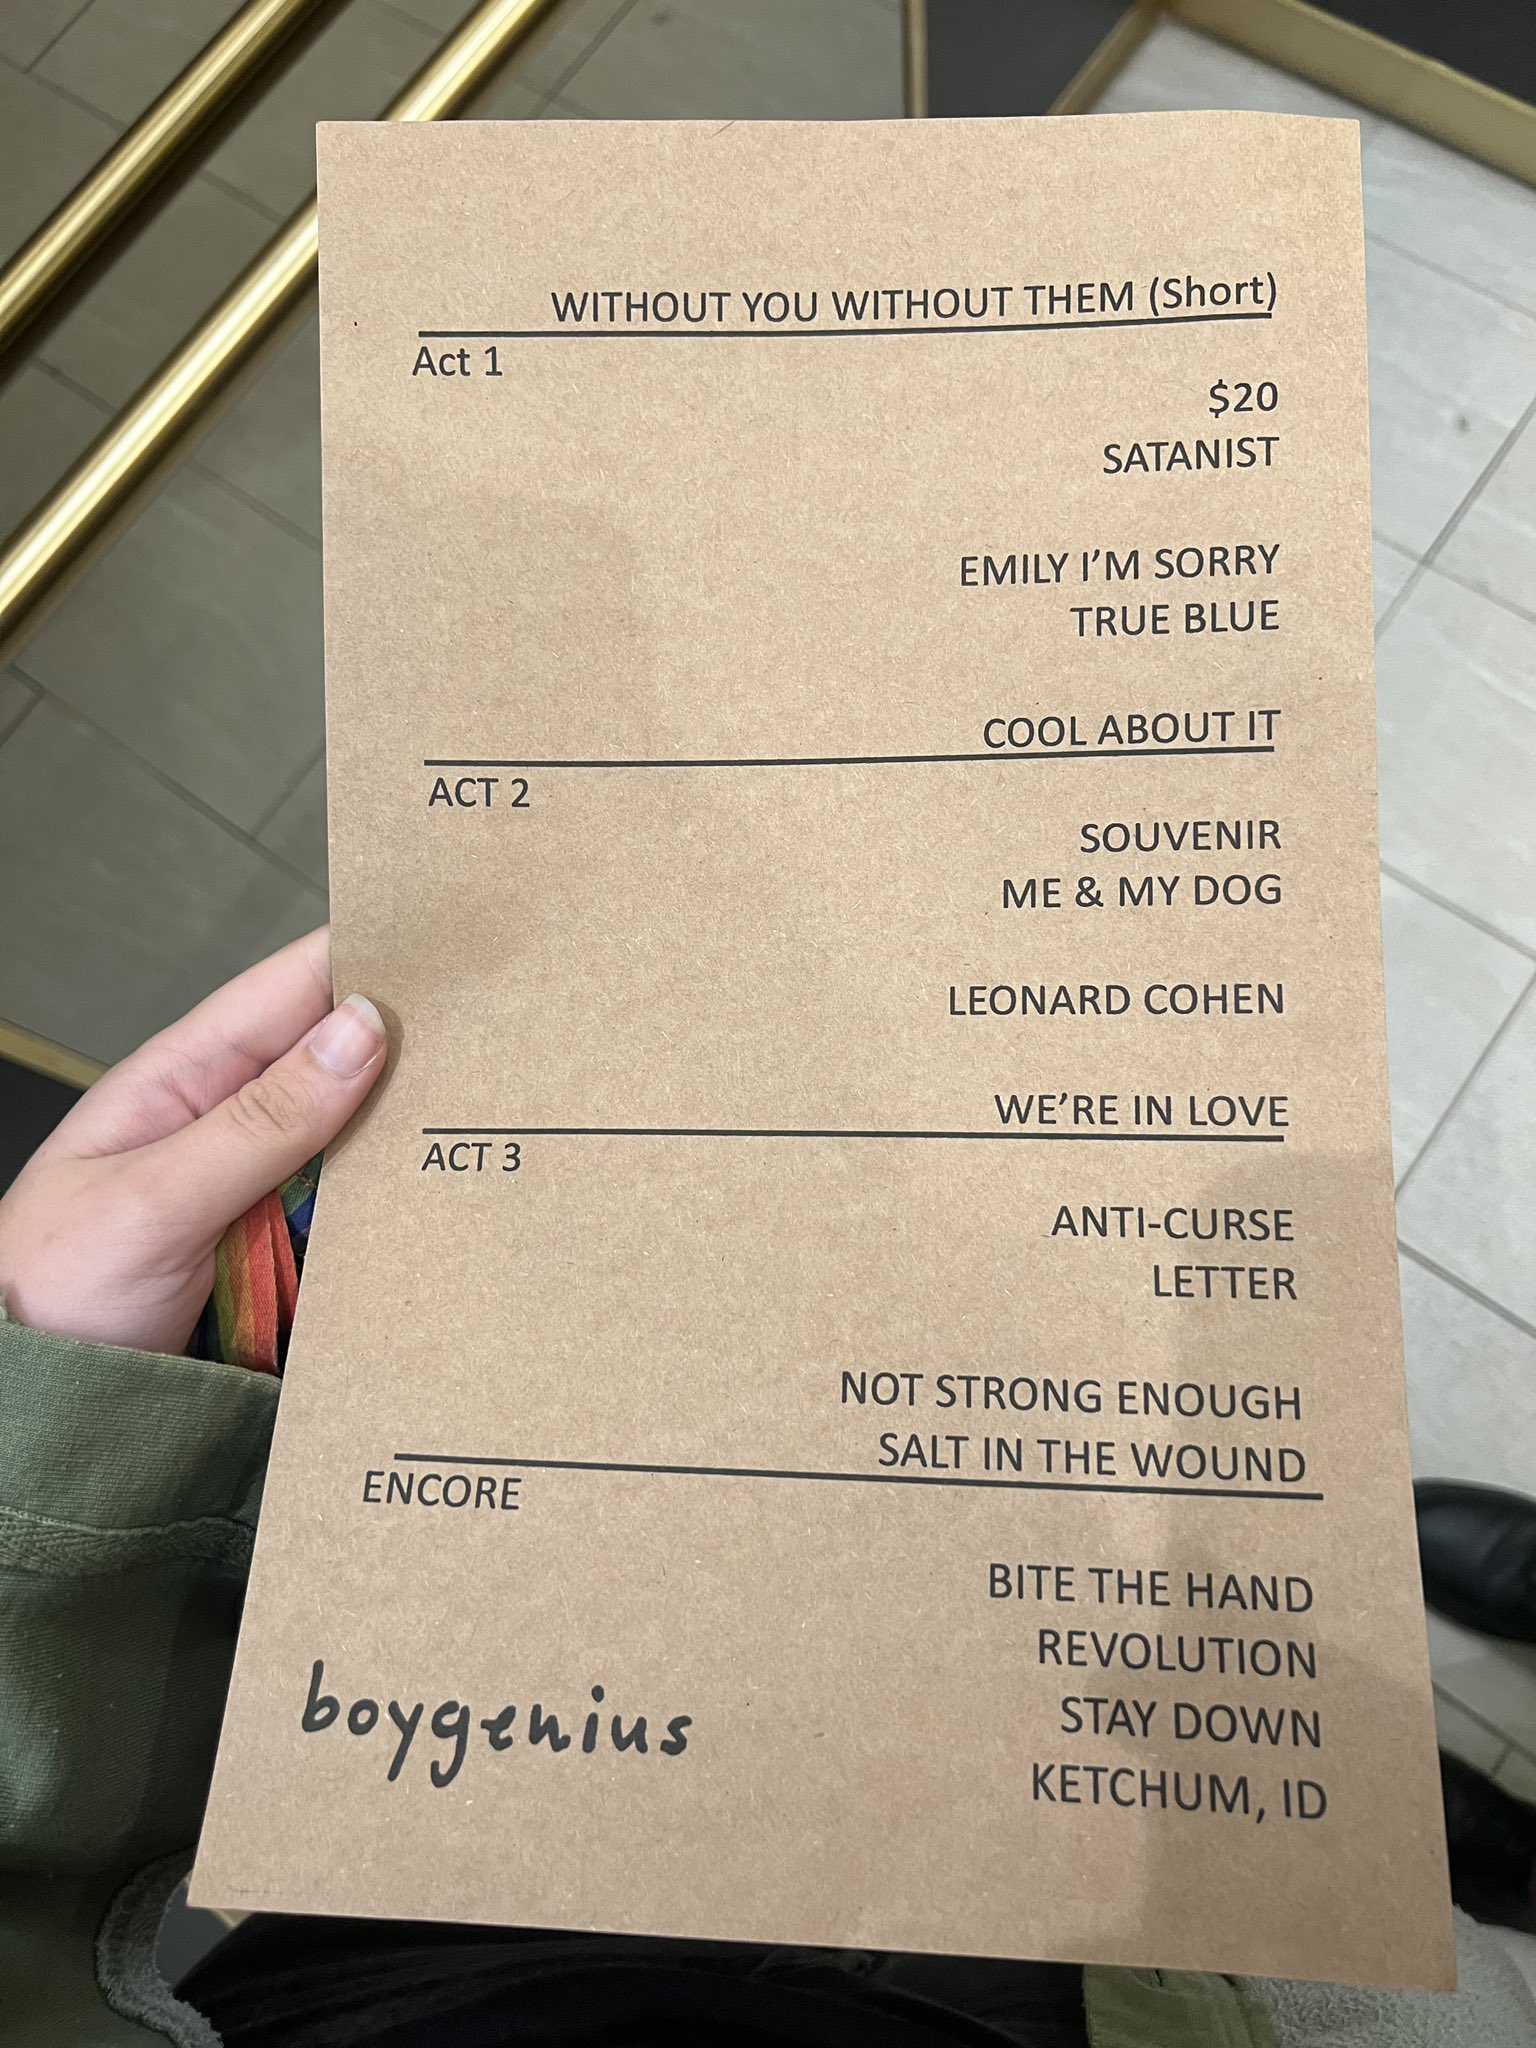 WITHOUT YOU WITHOUT THEM (Short)
Act 1
$20
SATANIST
EMILY I'M SORRY
TRUE BLUE
COOL ABOUT IT
ACT 2
SOUVENIR
ME & MY DOG
LEONARD COHEN
WE'RE IN LOVE
ACT 3
ANTI-CURSE
LETTER
NOT STRONG ENOUGH
SALT IN THE WOUND
ENCORE
BITE THE HAND
REVOLUTION
STAY DOWN
KETCHUM, ID
boygenius